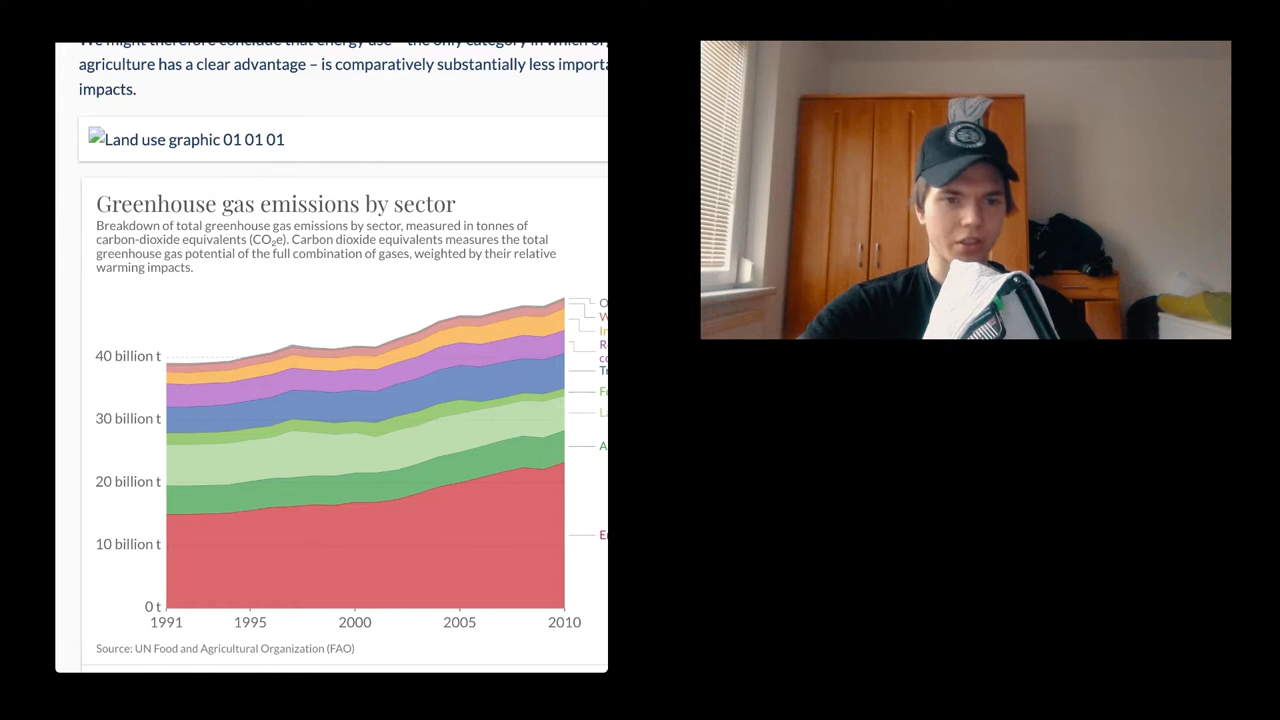 agriculture has a clear advantage – is comparatively substantially less importa
impacts.
Land use graphic 01 01 01
Greenhouse gas emissions by sector
Breakdown of total greenhouse gas emissions by sector, measured in tonnes of
carbon-dioxide equivalents (CO₂e). Carbon dioxide equivalents measures the total
greenhouse gas potential of the full combination of gases, weighted by their relative
warming impacts.
40 billion t
30 billion t
20 billion t
10 billion t
0 t
1991 1995 2000 2005 2010
Source: UN Food and Agricultural Organization (FAO)